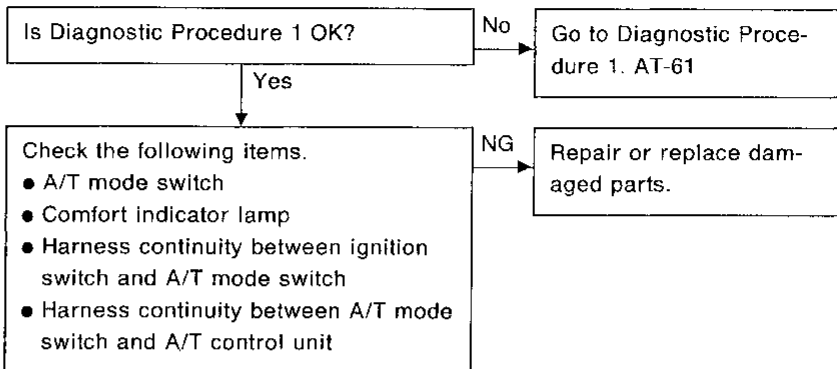 Is Diagnostic Procedure 1 OK?
No
Go to Diagnostic Proce-
dure 1. AT-61
Yes
Check the following items.
● A/T mode switch
● Comfort indicator lamp
● Harness continuity between ignition
switch and A/T mode switch
● Harness continuity between A/T mode
switch and A/T control unit
NG
Repair or replace dam-
aged parts.